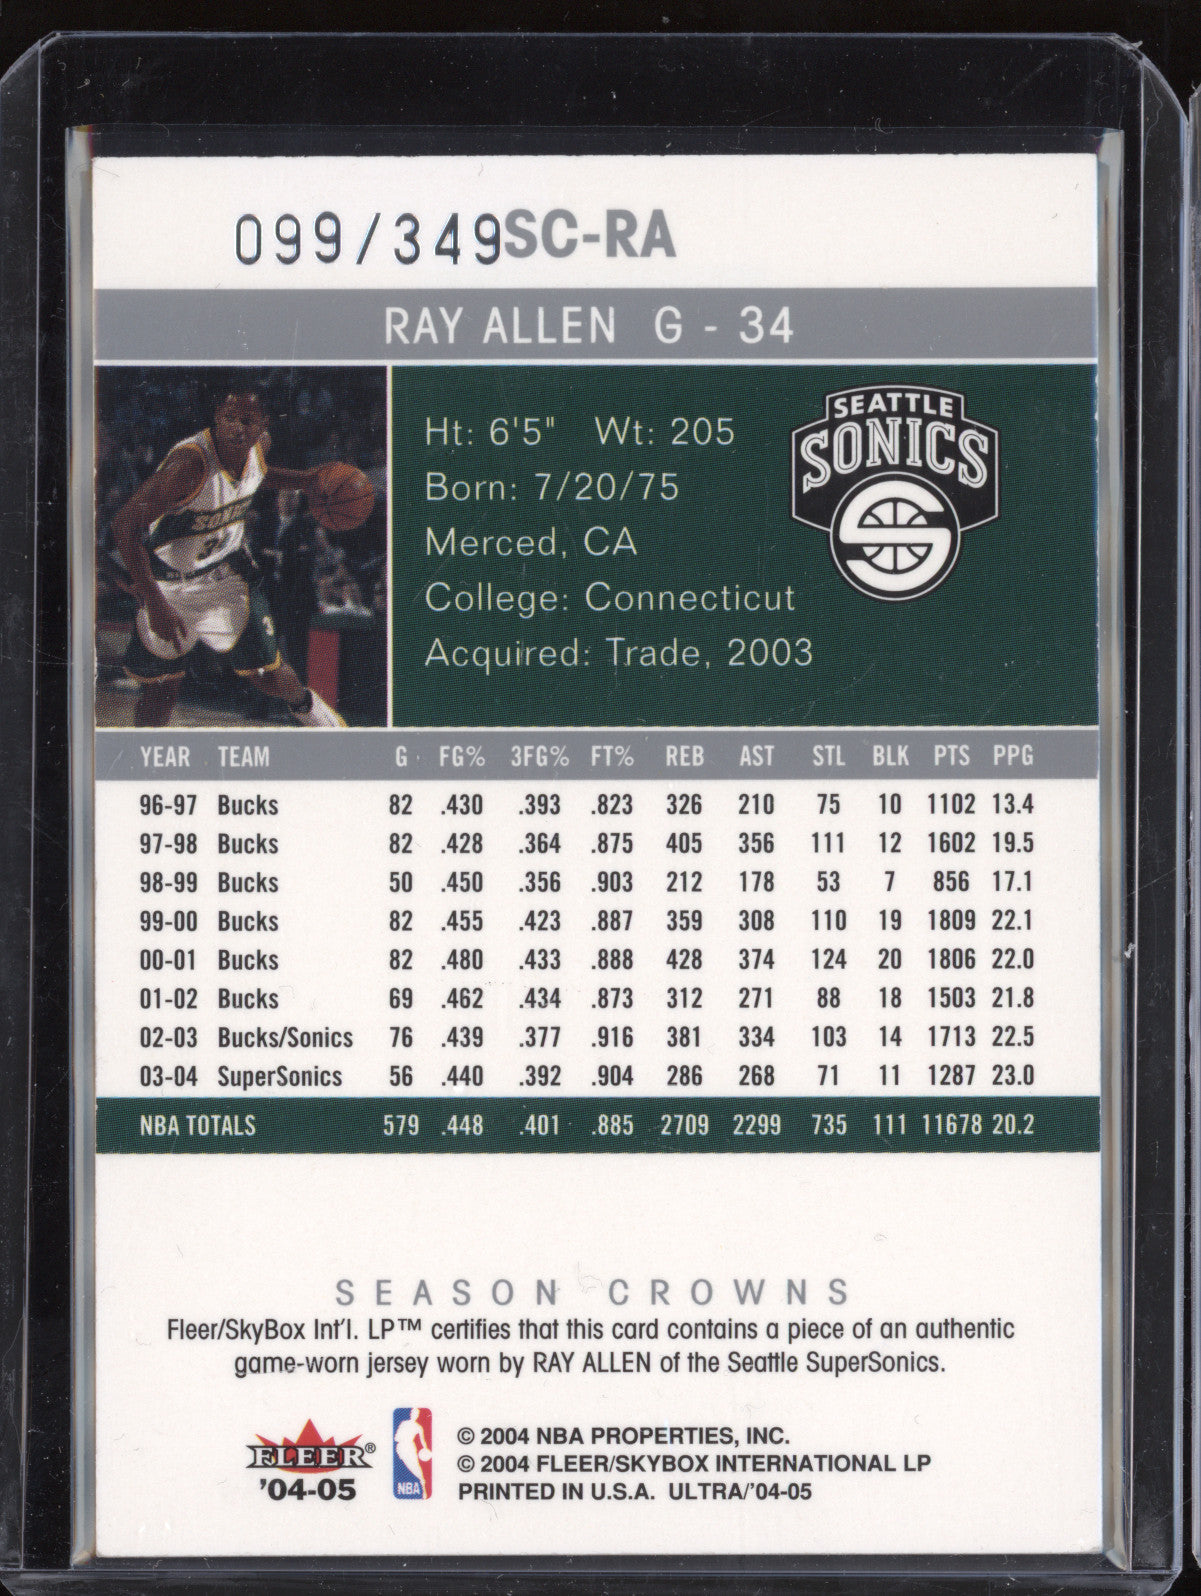 099/349 SC-RA
RAY ALLEN G - 34
Ht: 6'5" Wt: 205
Born: 7/20/75
Merced, CA
College: Connecticut
Acquired: Trade, 2003
SEATTLE
SONICS
SONICS
YEAR TEAM G FG% 3FG% FT% REB AST STL BLK PTS PPG
96-97 Bucks 82 .430 .393 .823 326 210 75 10 1102 13.4
97-98 Bucks 82 .428 .364 .875 405 356 111 12 1602 19.5
98-99 Bucks 50 .450 .356 .903 212 178 53 7 856 17.1
99-00 Bucks 82 .455 .423 .887 359 308 110 19 1809 22.1
00-01 Bucks 82 .480 .433 .888 428 374 124 20 1806 22.0
01-02 Bucks 69 .462 .434 .873 312 271 88 18 1503 21.8
02-03 Bucks/Sonics 76 .439 .377 .916 381 334 103 14 1713 22.5
03-04 SuperSonics 56 .440 .392 .904 286 268 71 11 1287 23.0
NBA TOTALS 579 .448 .401 .885 2709 2299 735 111 11678 20.2
SEASON CROWNS
Fleer/SkyBox Int'l. LP™ certifies that this card contains a piece of an authentic
game-worn jersey worn by RAY ALLEN of the Seattle SuperSonics.
FLEER®
'04-05
NBA
© 2004 NBA PROPERTIES, INC.
© 2004 FLEER/SKYBOX INTERNATIONAL LP
PRINTED IN U.S.A. ULTRA/'04-05